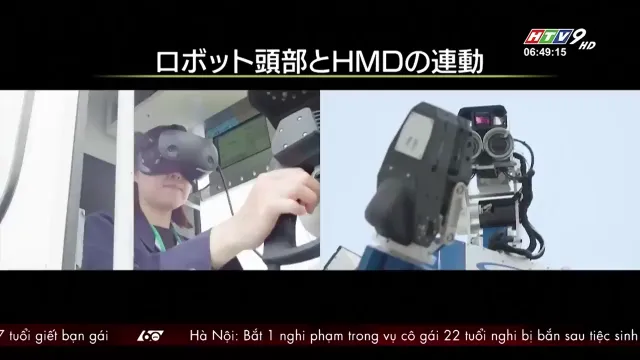 ロボット頭部とHMDの連動
HTV9 HD
06:49:15
7 tuổi giết bạn gái
60
Hà Nội: Bắt 1 nghi phạm trong vụ cô gái 22 tuổi nghi bị bắn sau tiệc sinh